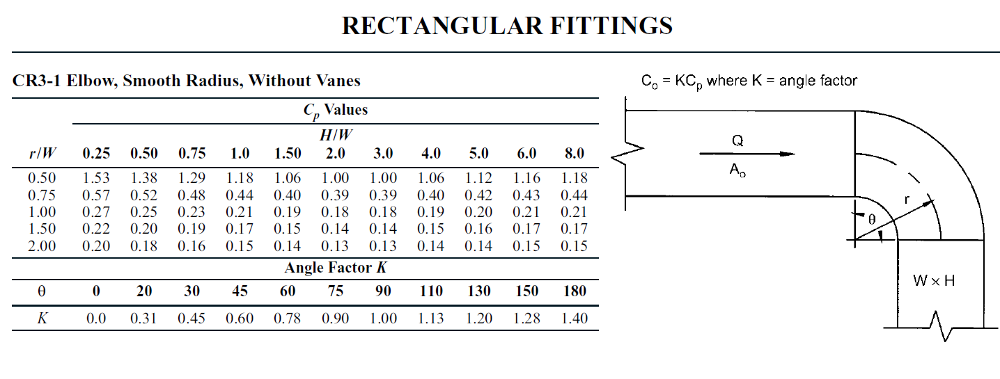 RECTANGULAR FITTINGS
CR3-1 Elbow, Smooth Radius, Without Vanes
Cp Values
H/W
r/W 0.25 0.50 0.75 1.0 1.50 2.0 3.0 4.0 5.0 6.0 8.0
0.50 1.53 1.38 1.29 1.18 1.06 1.00 1.00 1.06 1.12 1.16 1.18
0.75 0.57 0.52 0.48 0.44 0.40 0.39 0.39 0.40 0.42 0.43 0.44
1.00 0.27 0.25 0.23 0.21 0.19 0.18 0.18 0.19 0.20 0.21 0.21
1.50 0.22 0.20 0.19 0.17 0.15 0.14 0.14 0.15 0.16 0.17 0.17
2.00 0.20 0.18 0.16 0.15 0.14 0.13 0.13 0.14 0.14 0.15 0.15
Angle Factor K
θ 0 20 30 45 60 75 90 110 130 150 180
K 0.0 0.31 0.45 0.60 0.78 0.90 1.00 1.13 1.20 1.28 1.40
Co = KCp where K = angle factor
Q
Ao
r
θ
W x H